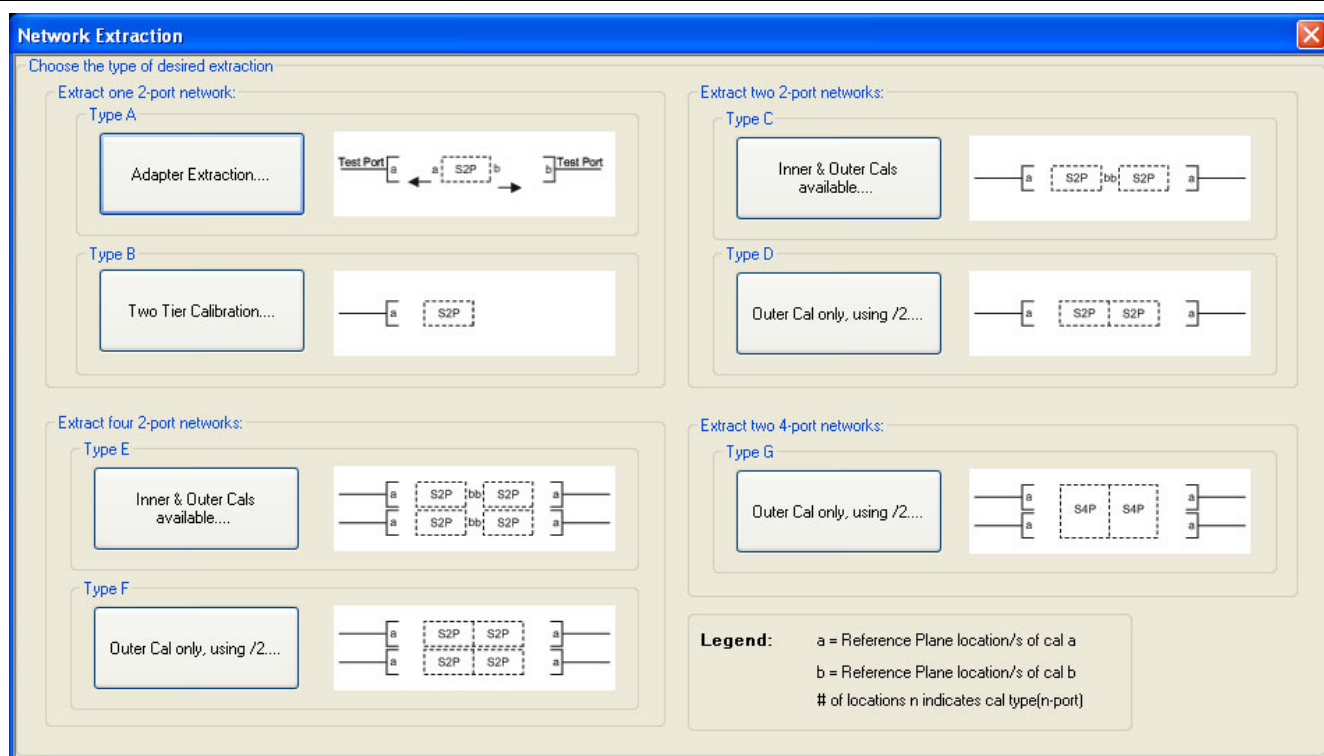 Network Extraction
Choose the type of desired extraction
Extract one 2-port network:
Type A
Adapter Extraction....
Test Port a a S2P b b Test Port
Type B
Two Tier Calibration....
a S2P
Extract two 2-port networks:
Type C
Inner & Outer Cals
available....
a S2P bb S2P a
Type D
Outer Cal only, using /2....
a S2P S2P a
Extract four 2-port networks:
Type E
Inner & Outer Cals
available....
a S2P bb S2P a
a S2P bb S2P a
Type F
Outer Cal only, using /2....
a S2P S2P a
a S2P S2P a
Extract two 4-port networks:
Type G
Outer Cal only, using /2....
a a
S4P S4P
a a
Legend: a = Reference Plane location/s of cal a
b = Reference Plane location/s of cal b
# of locations n indicates cal type(n-port)